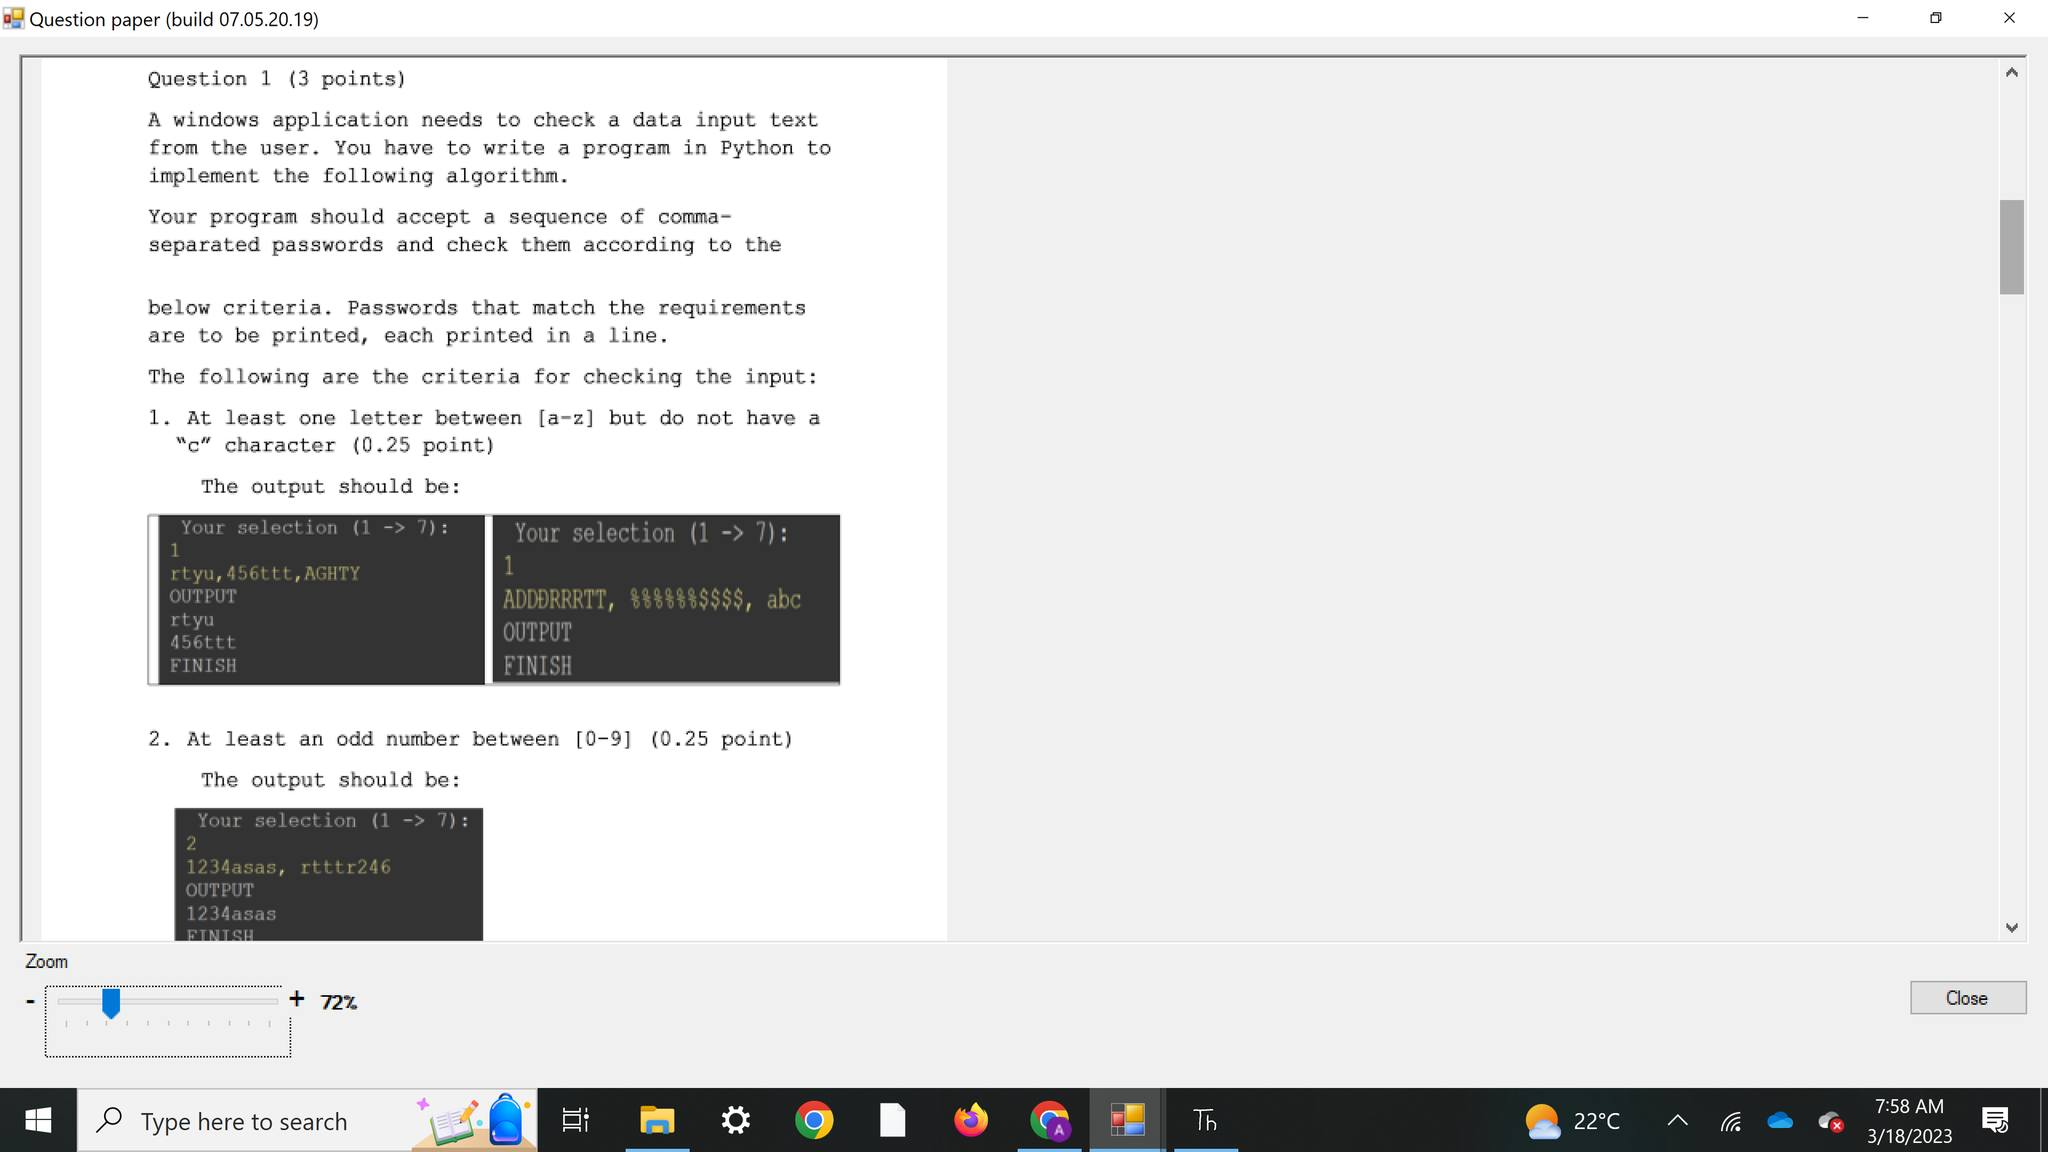 Question paper (build 07.05.20.19)
Question 1 (3 points)
A windows application needs to check a data input text
from the user. You have to write a program in Python to
implement the following algorithm.
Your program should accept a sequence of comma-
separated passwords and check them according to the
below criteria. Passwords that match the requirements
are to be printed, each printed in a line.
The following are the criteria for checking the input:
1. At least one letter between [a-z] but do not have a
“c” character (0.25 point)
The output should be:
Your selection (1 -> 7):
1
rtyu,456ttt,AGHTY
OUTPUT
rtyu
456ttt
FINISH
Your selection (1 -> 7):
1
ADDĐRRRTT, %%%%%%$$$$, abc
OUTPUT
FINISH
2. At least an odd number between [0-9] (0.25 point)
The output should be:
Your selection (1 -> 7):
2
1234asas, rtttr246
OUTPUT
1234asas
FINISH
Zoom
- + 72%
Close
Type here to search
A
Th
22°C
7:58 AM
3/18/2023